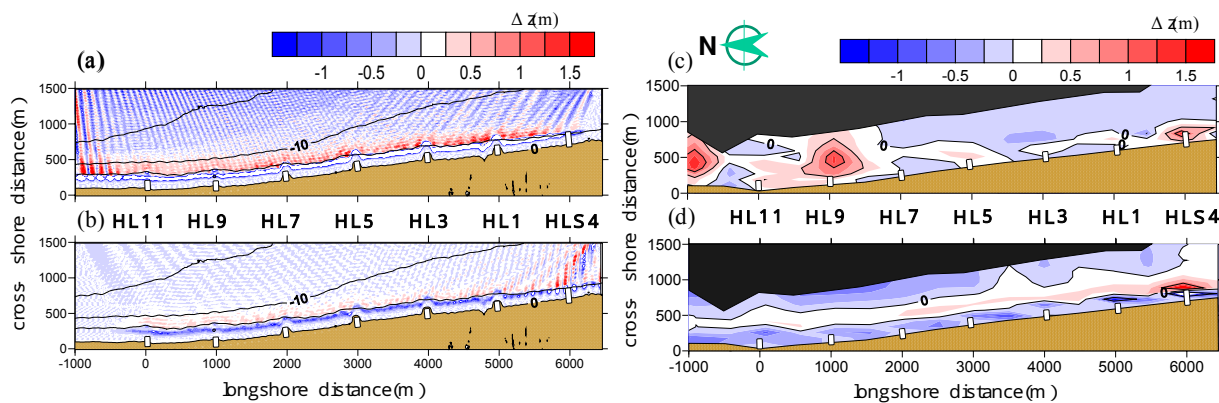 Δz(m)
-1 -0.5 0 0.5 1 1.5
(a)
1500
1000
500
0
-10
0
N
Δz(m)
-1 -0.5 0 0.5 1 1.5
(c)
1500
1000
500
0
0
0
0
HL11 HL9 HL7 HL5 HL3 HL1 HLS4
HL11 HL9 HL7 HL5 HL3 HL1 HLS4
(b)
1500
1000
500
0
-10
0
-1000 0 1000 2000 3000 4000 5000 6000
longshore distance(m)
cross- shore distance(m)
(d)
1500
1000
500
0
0
0
-1000 0 1000 2000 3000 4000 5000 6000
longshore distance(m)
cross- shore distance(m)